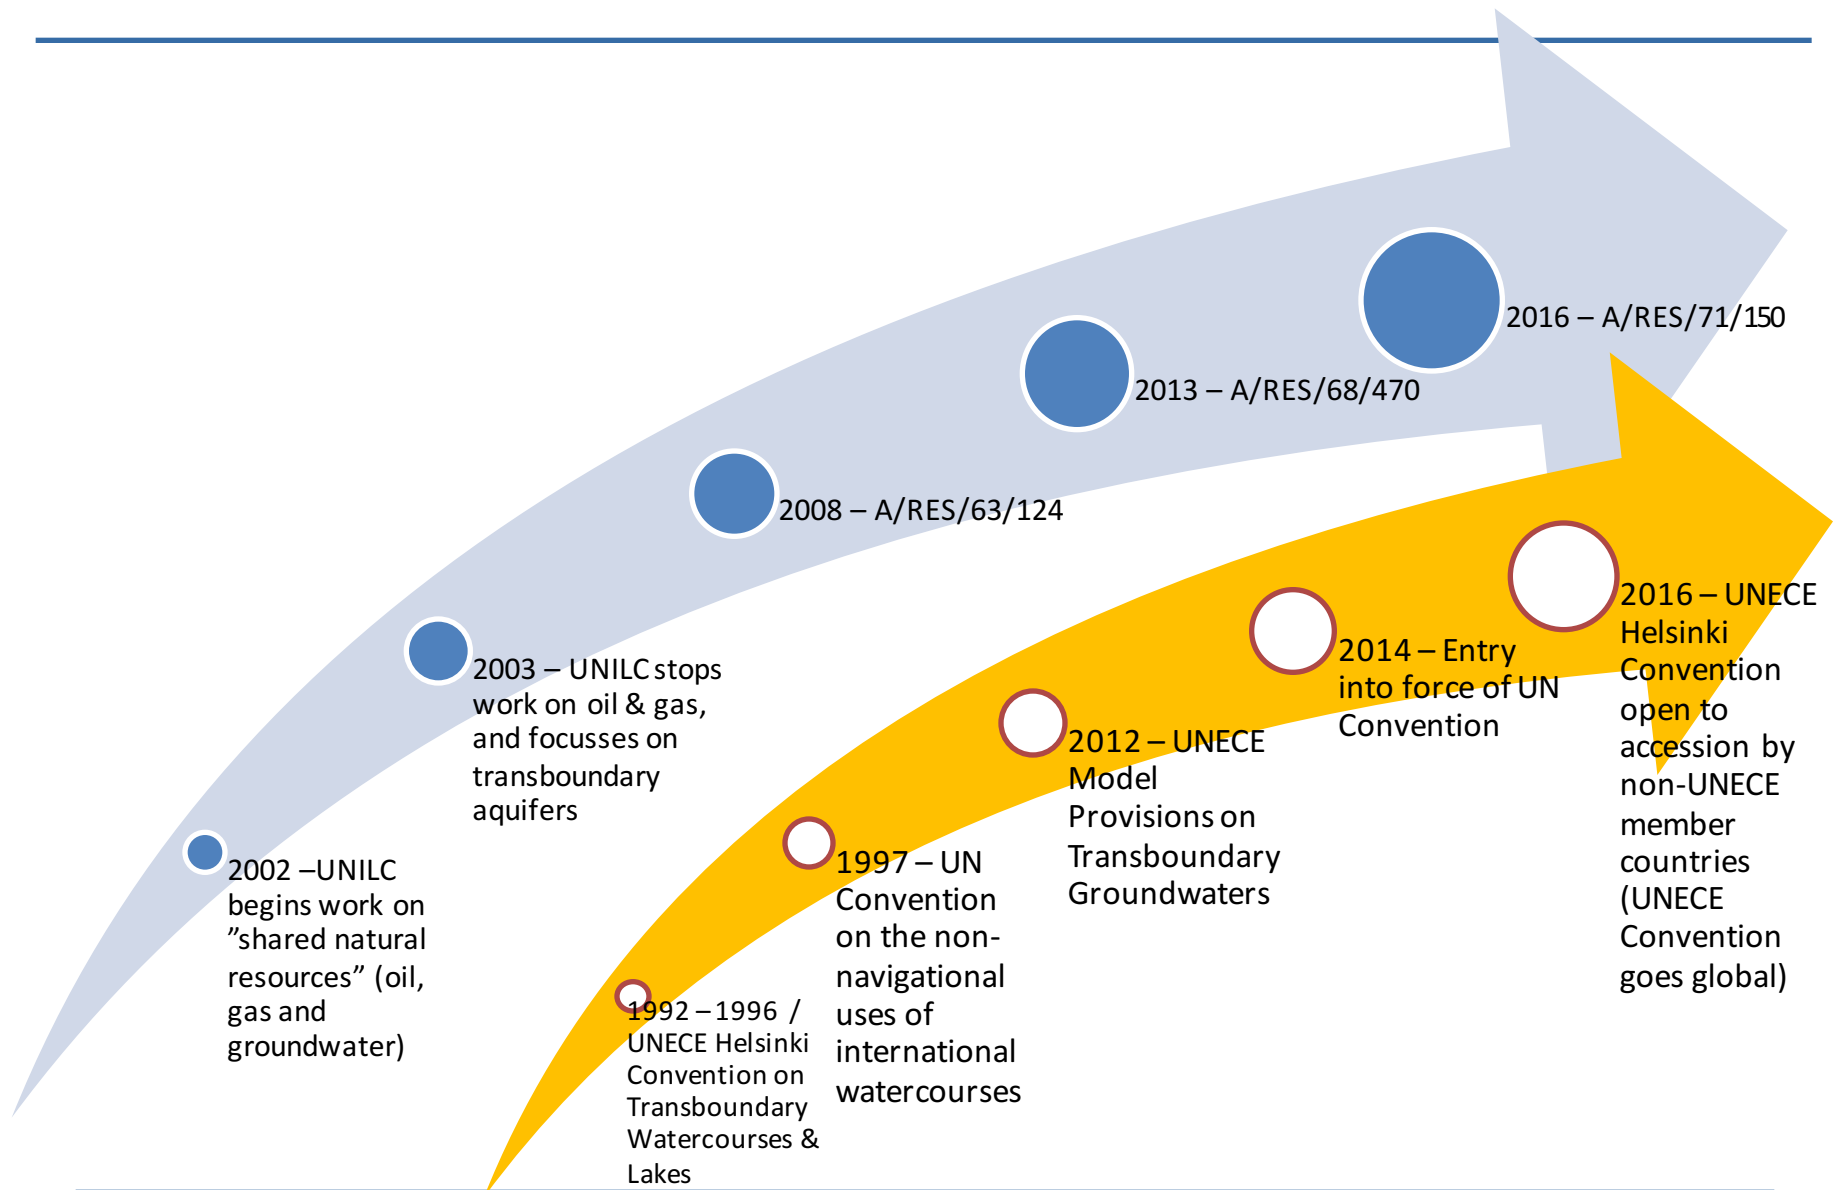 2016 – A/RES/71/150
2013 – A/RES/68/470
2008 – A/RES/63/124
2003 – UNILC stops
work on oil & gas,
and focusses on
transboundary
aquifers
2002 –UNILC
begins work on
”shared natural
resources” (oil,
gas and
groundwater)
1992 – 1996 /
UNECE Helsinki
Convention on
Transboundary
Watercourses &
Lakes
1997 – UN
Convention
on the non-
navigational
uses of
international
watercourses
2012 – UNECE
Model
Provisions on
Transboundary
Groundwaters
2014 – Entry
into force of UN
Convention
2016 – UNECE
Helsinki
Convention
open to
accession by
non-UNECE
member
countries
(UNECE
Convention
goes global)